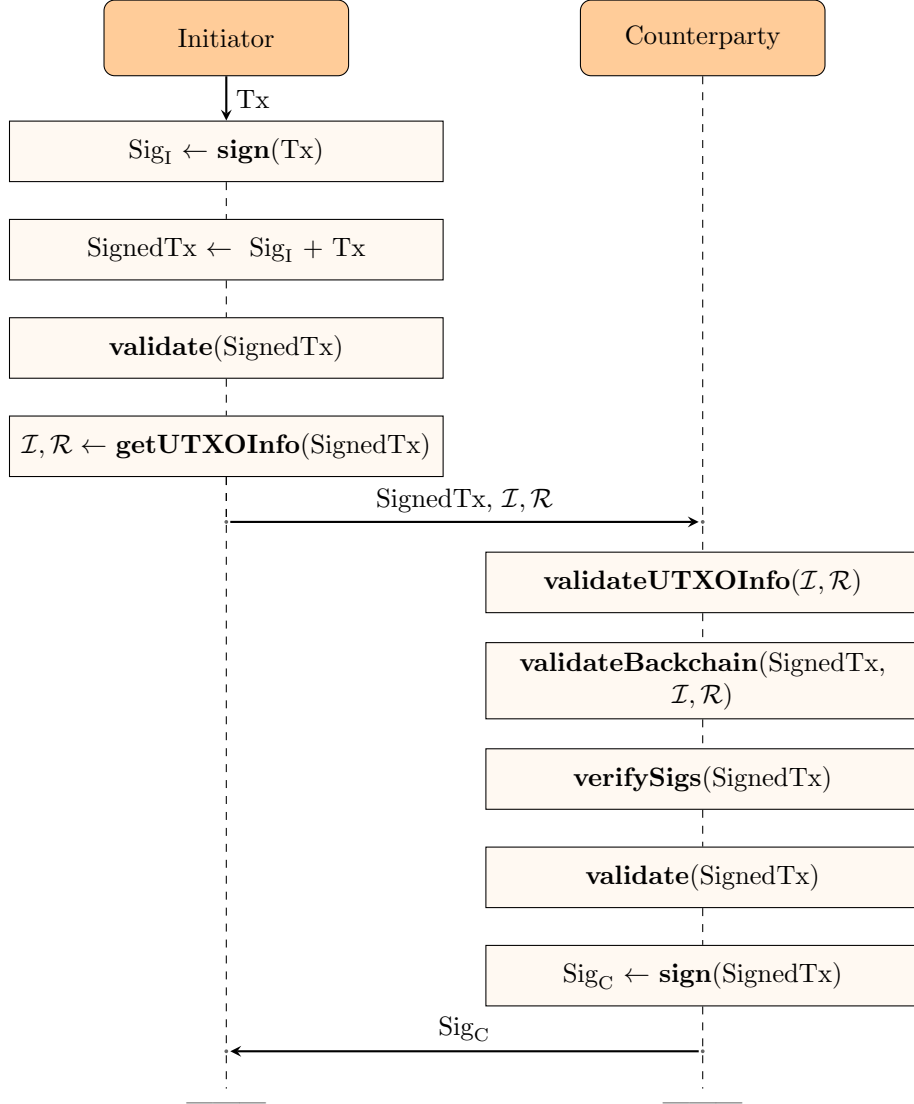 Initiator
Counterparty
Tx
Sig_I ← sign(Tx)
SignedTx ← Sig_I + Tx
validate(SignedTx)
ℐ, ℛ ← getUTXOInfo(SignedTx)
SignedTx, ℐ, ℛ
validateUTXOInfo(ℐ, ℛ)
validateBackchain(SignedTx,
ℐ, ℛ)
verifySigs(SignedTx)
validate(SignedTx)
Sig_C ← sign(SignedTx)
Sig_C